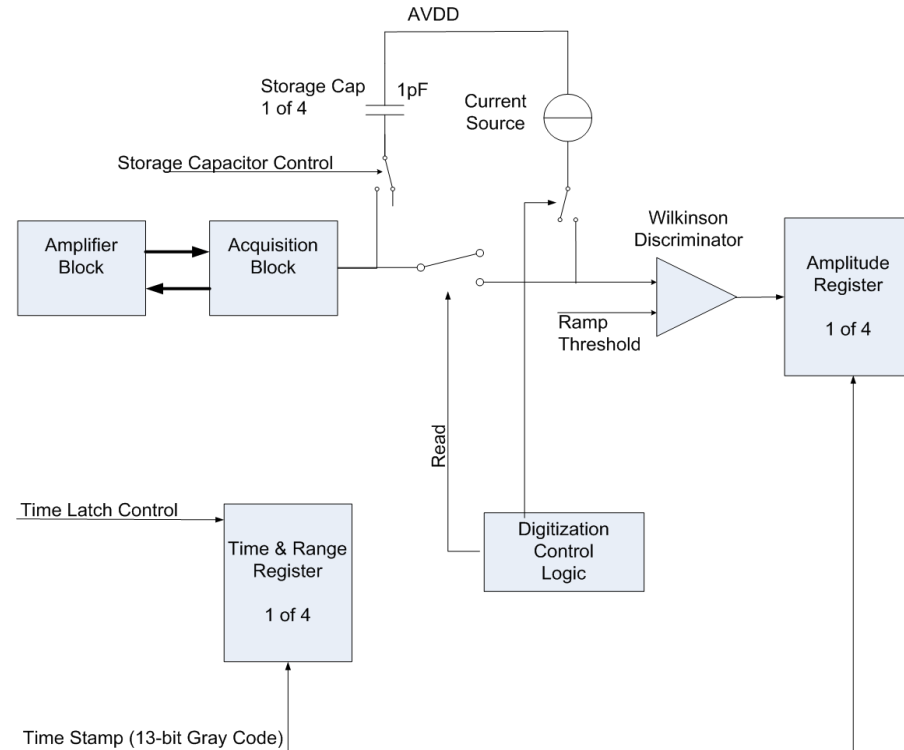 AVDD
Storage Cap
1 of 4
1pF
Current
Source
Storage Capacitor Control
Amplifier
Block
Acquisition
Block
Wilkinson
Discriminator
Amplitude
Register
1 of 4
Ramp
Threshold
Read
Time Latch Control
Time & Range
Register
1 of 4
Digitization
Control
Logic
Time Stamp (13-bit Gray Code)